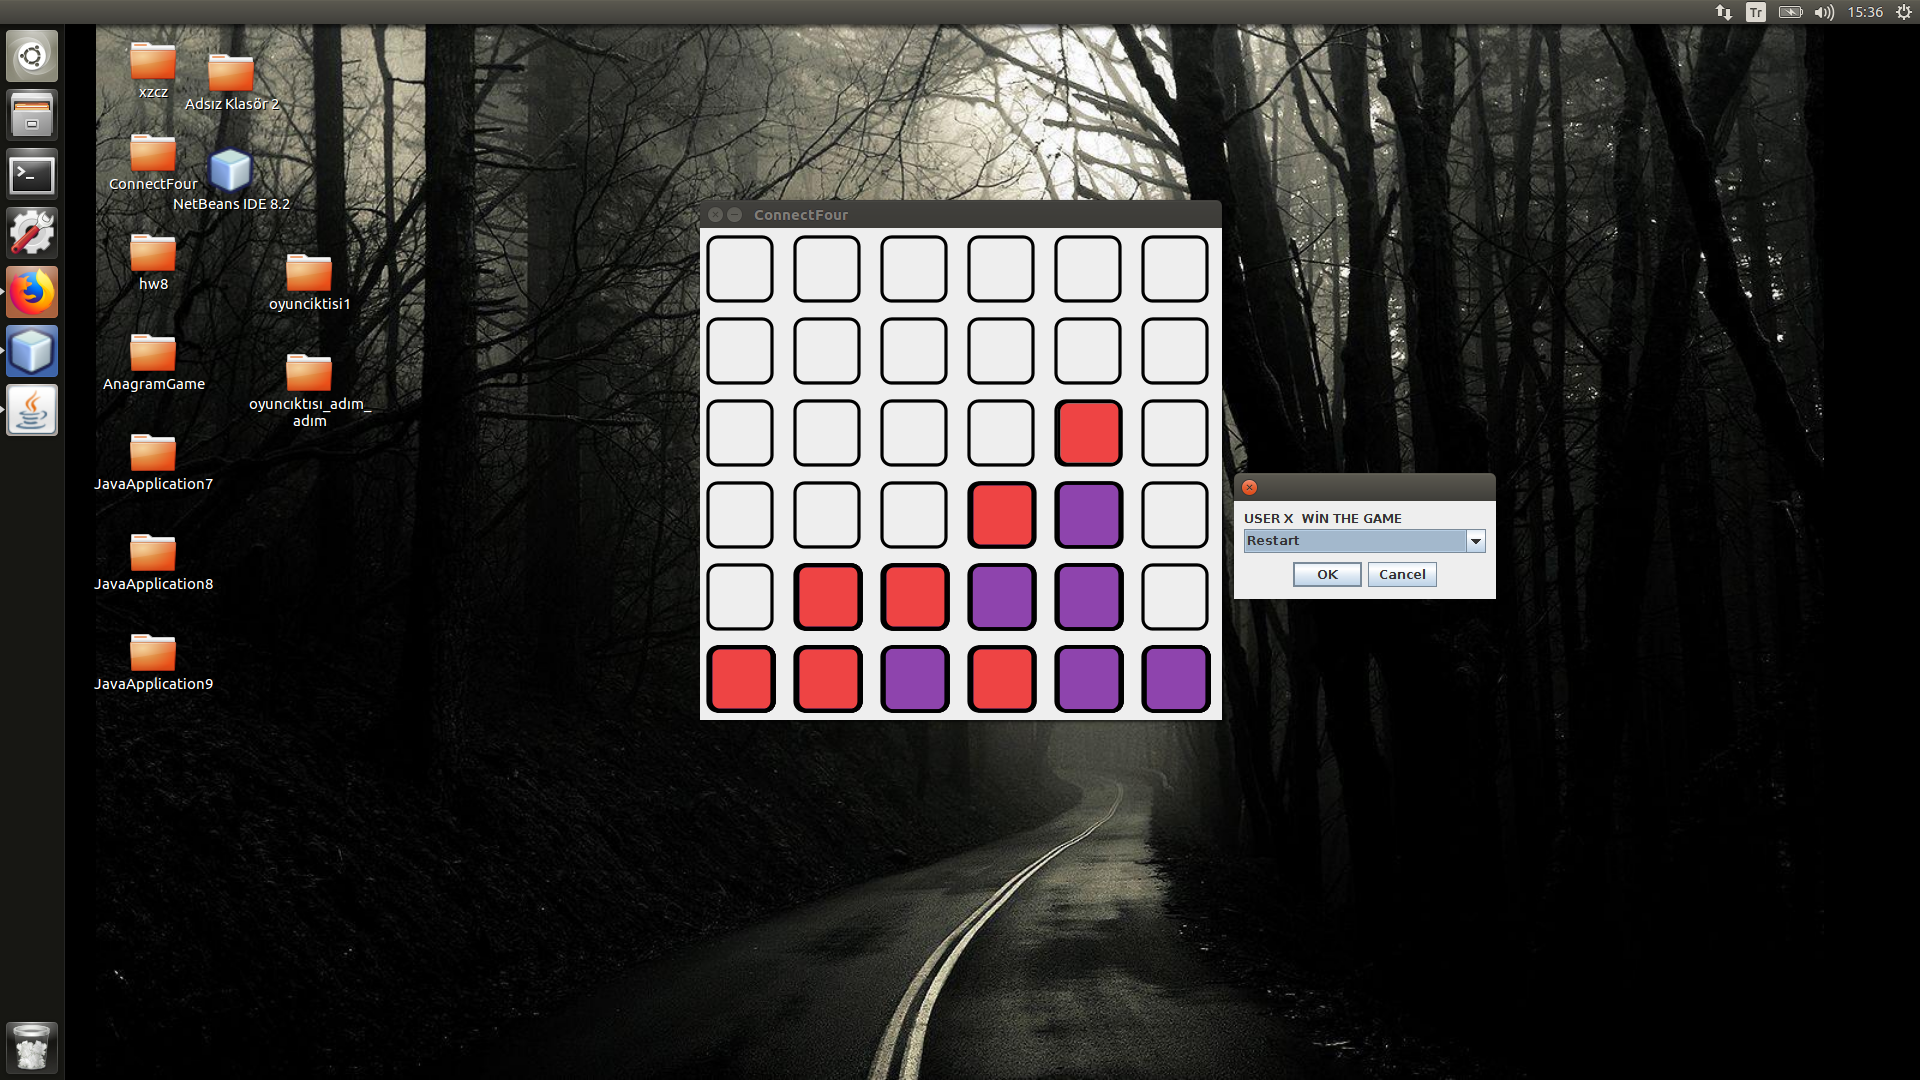 Tr
15:36
xzcz
Adsız Klasör 2
ConnectFour
NetBeans IDE 8.2
hw8
oyunciktisi1
AnagramGame
oyuncıktısı_adım_
adım
JavaApplication7
JavaApplication8
JavaApplication9
ConnectFour
USER X  WİN THE GAME
Restart
OK
Cancel